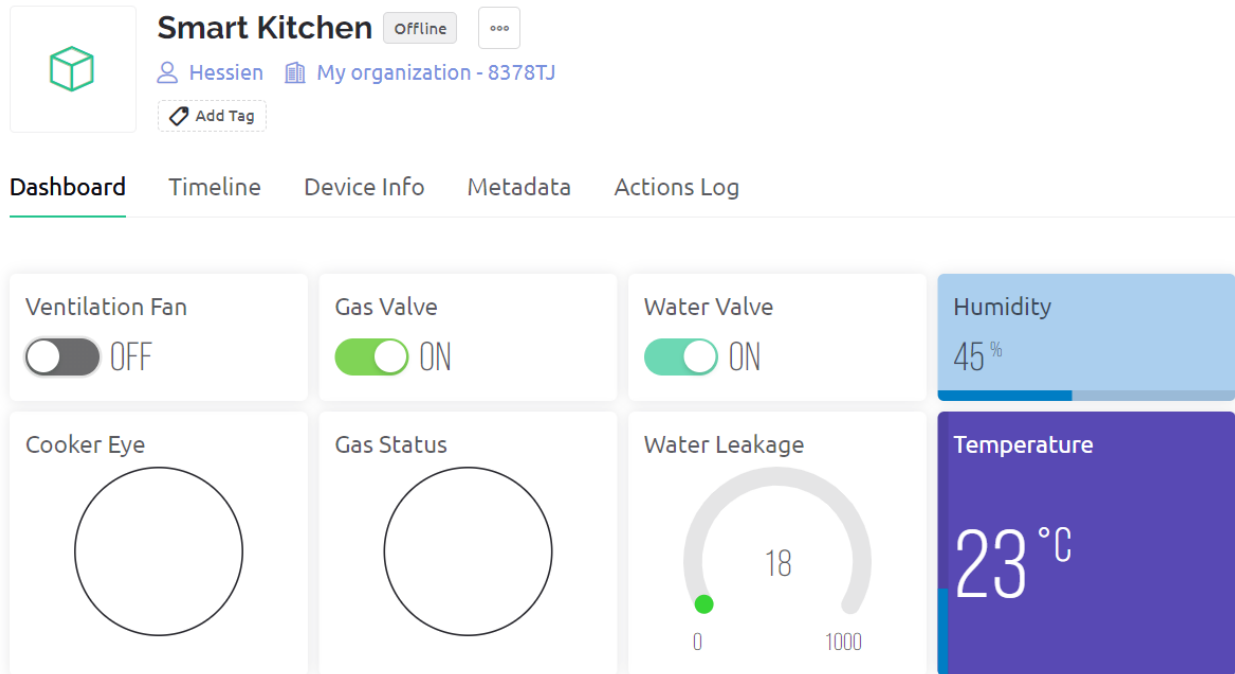 Smart Kitchen Offline
Hessien My organization - 8378TJ
Add Tag
Dashboard Timeline Device Info Metadata Actions Log
Ventilation Fan Gas Valve Water Valve Humidity
OFF ON ON 45 %
Cooker Eye Gas Status Water Leakage Temperature
18 23 °C
0 1000